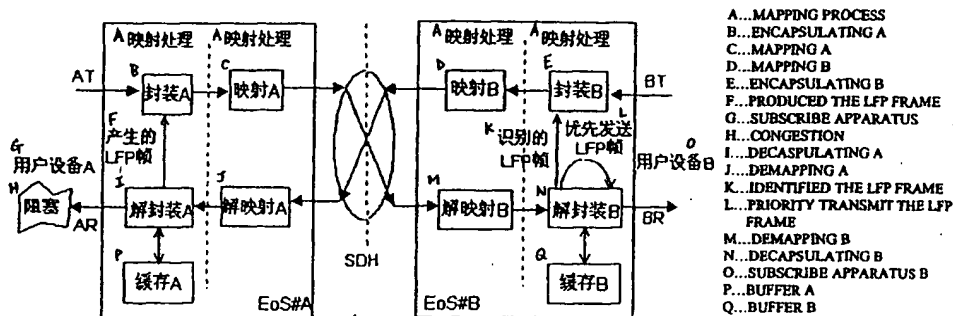 A映射处理
A映射处理
AT
B
封装A
C
映射A
F
产生的
LFP帧
G
用户设备A
H
阻塞
AR
I
解封装A
J
解映射A
P
缓存A
EoS#A
SDH
A映射处理
A映射处理
D
映射B
E
封装B
BT
K
识别的
LFP帧
L
优先发送
LFP帧
O
用户设备B
M
解映射B
N
解封装B
BR
Q
缓存B
EoS#B
A...MAPPING PROCESS
B...ENCAPSULATING A
C...MAPPING A
D...MAPPING B
E...ENCAPSULATING B
F...PRODUCED THE LFP FRAME
G...SUBSCRIBE APPARATUS
H...CONGESTION
I...DECASPULATING A
J...DEMAPPING A
K...IDENTIFIED THE LFP FRAME
L...PRIORITY TRANSMIT THE LFP
FRAME
M...DEMAPPING B
N...DECAPSULATING B
O...SUBSCRIBE APPARATUS B
P...BUFFER A
Q...BUFFER B